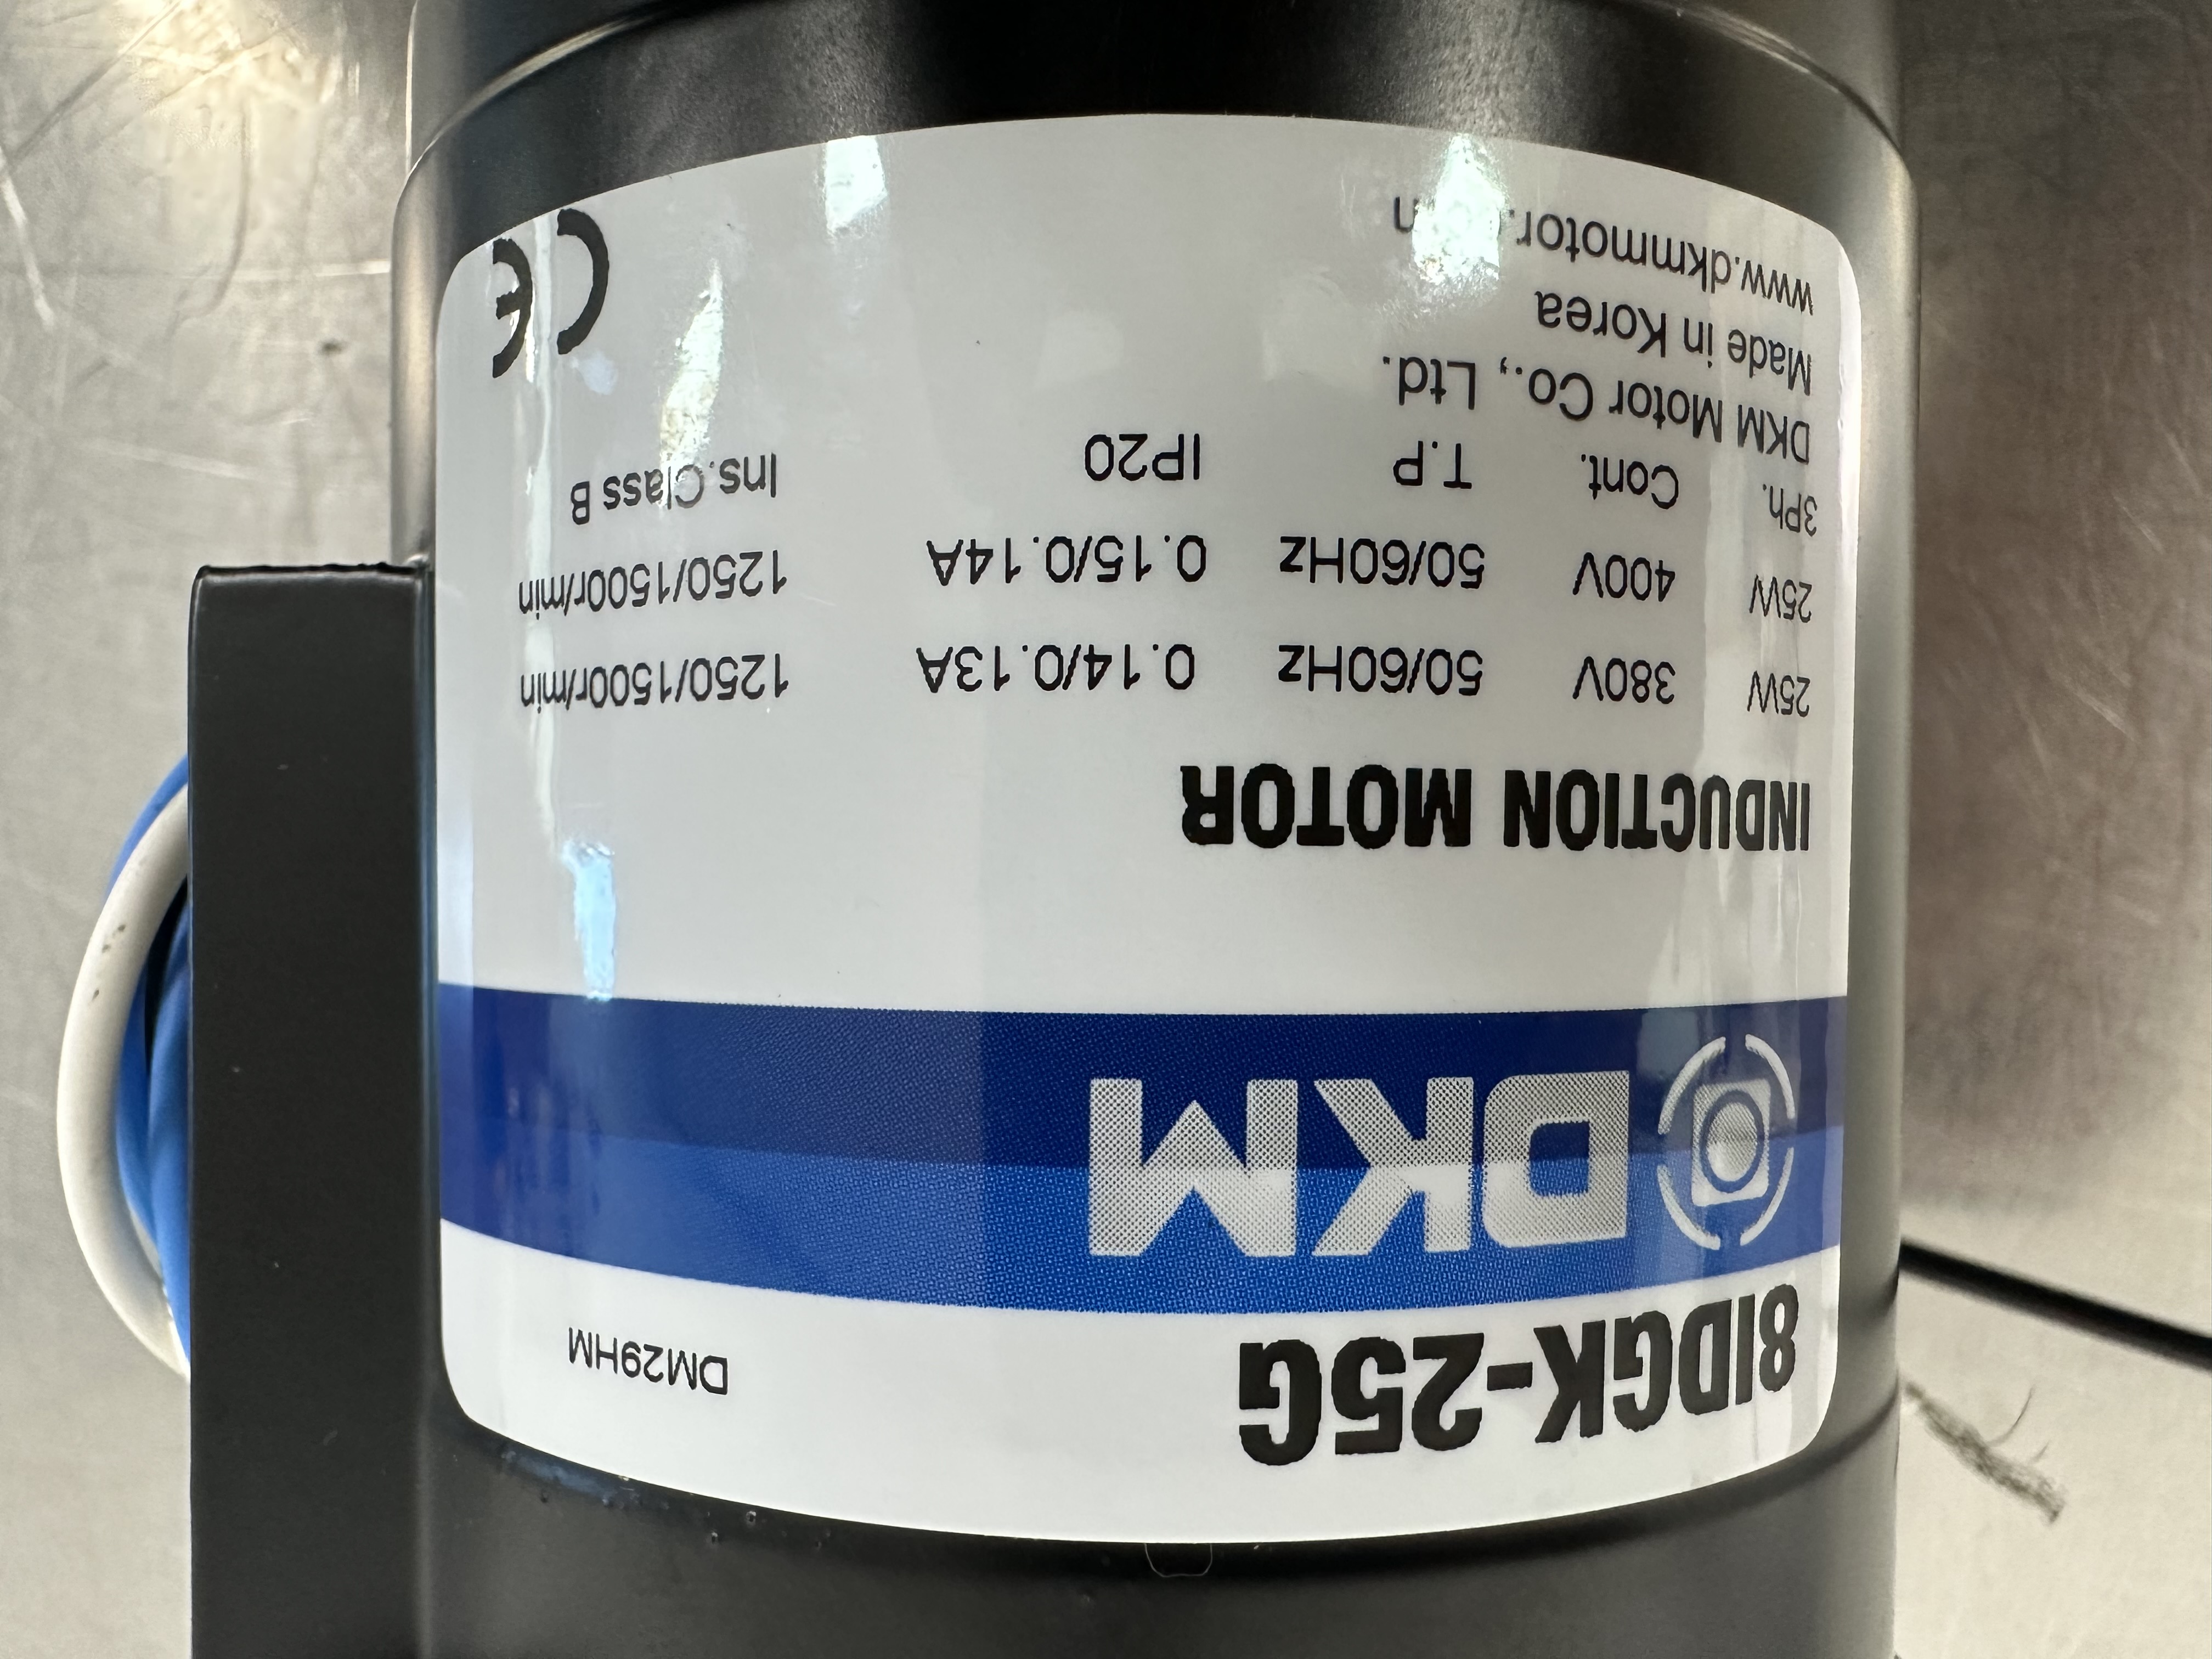 8IDGK-25G DM29HM
DKM
INDUCTION MOTOR
25W 380V 50/60Hz 0.14/0.13A 1250/1500r/min
25W 400V 50/60Hz 0.15/0.14A 1250/1500r/min
3Ph. Cont. T.P IP20 Ins.Class B
DKM Motor Co., Ltd.
Made in Korea
CE